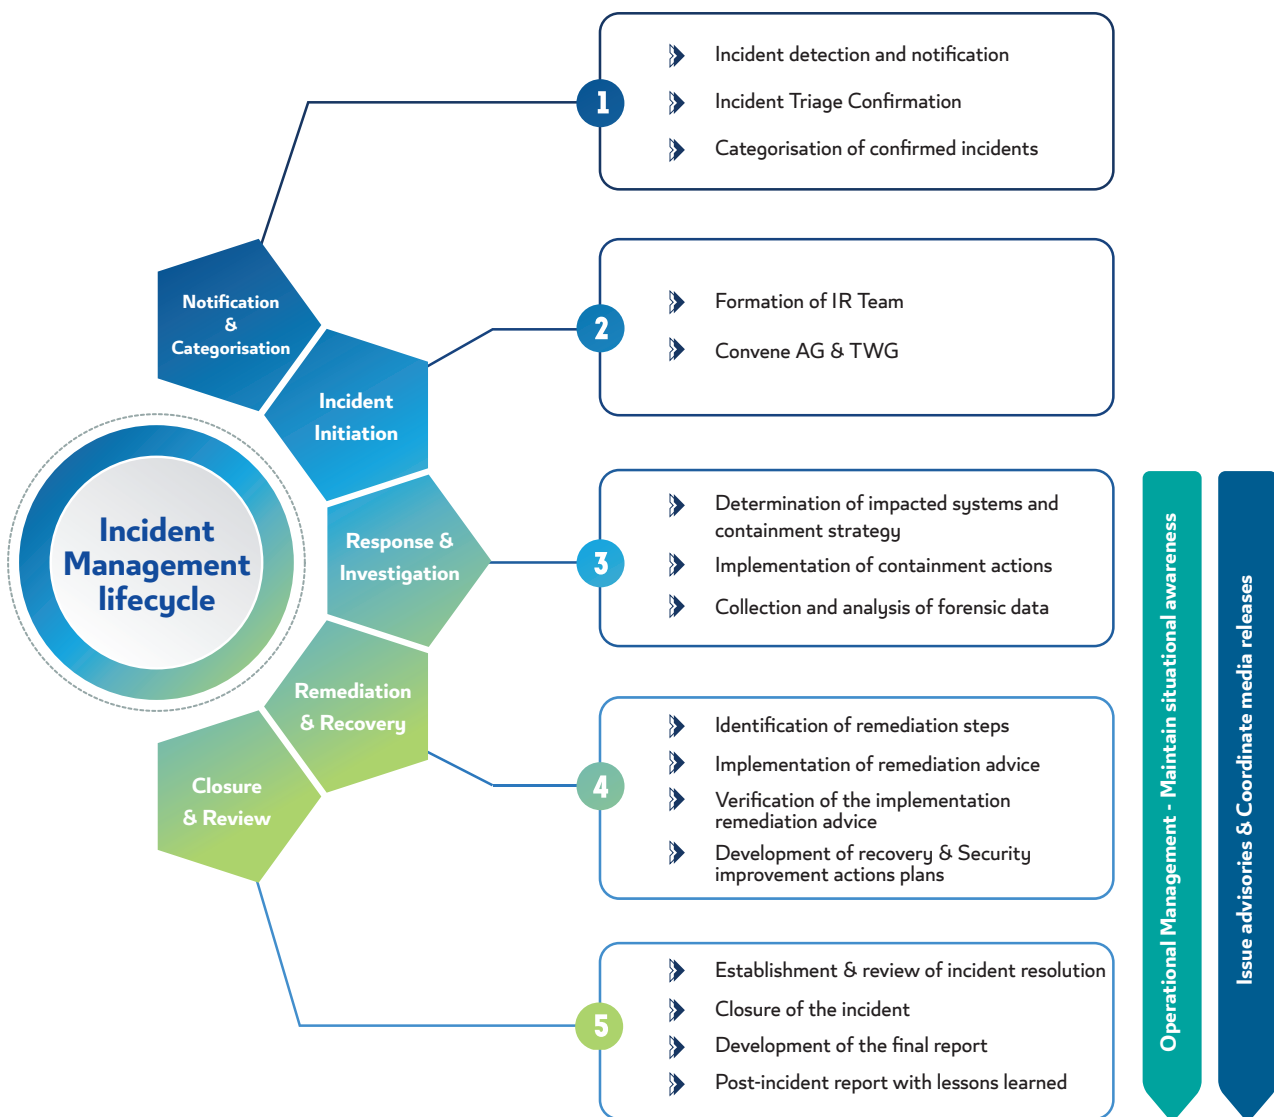 Incident
Management
lifecycle
Notification
&
Categorisation
1
Incident detection and notification
Incident Triage Confirmation
Categorisation of confirmed incidents
Incident
Initiation
2
Formation of IR Team
Convene AG & TWG
Response &
Investigation
3
Determination of impacted systems and
containment strategy
Implementation of containment actions
Collection and analysis of forensic data
Remediation
& Recovery
4
Identification of remediation steps
Implementation of remediation advice
Verification of the implementation
remediation advice
Development of recovery & Security
improvement actions plans
Closure
& Review
5
Establishment & review of incident resolution
Closure of the incident
Development of the final report
Post-incident report with lessons learned
Operational Management - Maintain situational awareness
Issue advisories & Coordinate media releases